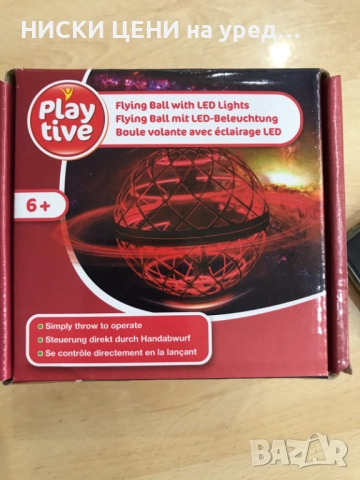 НИСКИ ЦЕНИ на уред...
Play
tive
Flying Ball with LED Lights
Flying Ball mit LED-Beleuchtung
Boule volante avec éclairage LED
6+
Simply throw to operate
Steuerung direkt durch Handabwurf
Se contrôle directement en la lançant
BAZAR